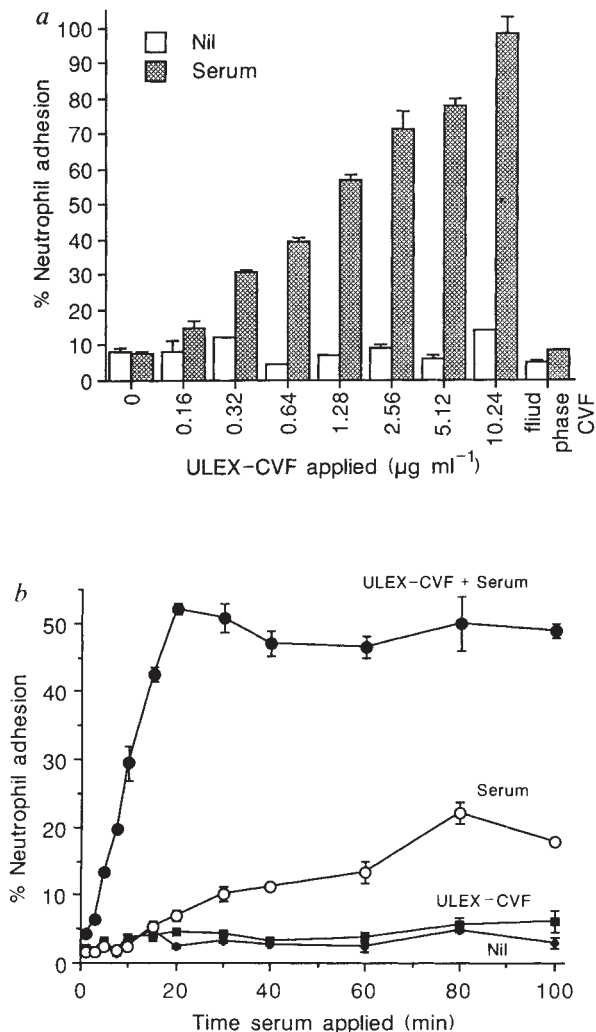 a
Nil
Serum
% Neutrophil adhesion
100
90
80
70
60
50
40
30
20
10
0
0
0.16
0.32
0.64
1.28
2.56
5.12
10.24
fliud
phase
CVF
ULEX-CVF applied (µg ml⁻¹)
b
ULEX-CVF + Serum
% Neutrophil adhesion
50
40
30
20
10
0
Serum
ULEX-CVF
Nil
0
20
40
60
80
100
Time serum applied (min)